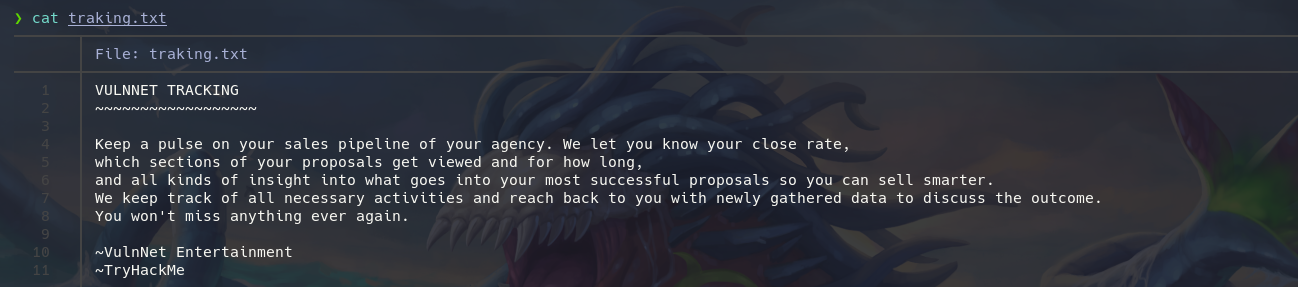 ❯ cat traking.txt
File: traking.txt
1 VULNNET TRACKING
2 ~~~~~~~~~~~~~~~~~~
3
4 Keep a pulse on your sales pipeline of your agency. We let you know your close rate,
5 which sections of your proposals get viewed and for how long,
6 and all kinds of insight into what goes into your most successful proposals so you can sell smarter.
7 We keep track of all necessary activities and reach back to you with newly gathered data to discuss the outcome.
8 You won't miss anything ever again.
9
10 ~VulnNet Entertainment
11 ~TryHackMe